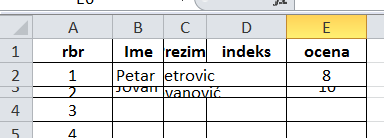 A B C D E
1 rbr Ime rezim indeks ocena
2 1 Petar etrovic 8
3 2 Jovan vanović 10
4 3
5 4